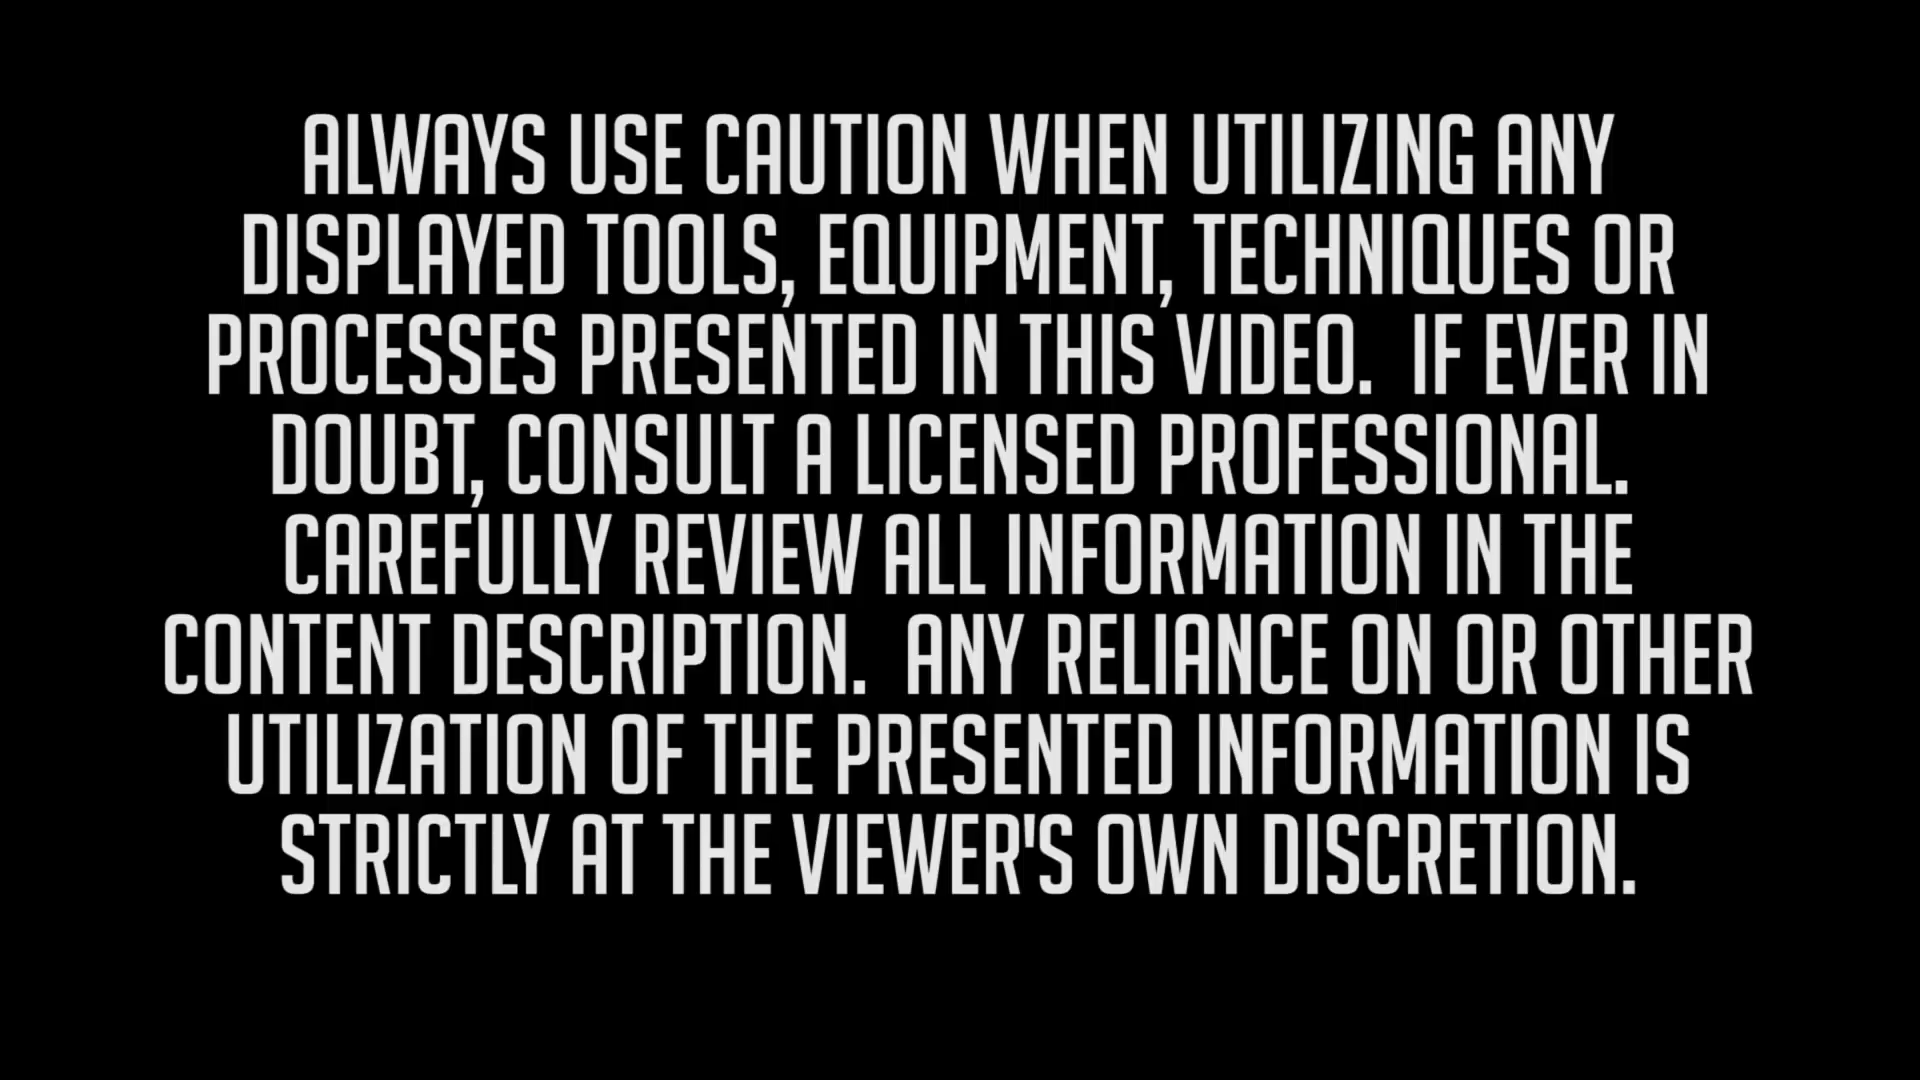 ALWAYS USE CAUTION WHEN UTILIZING ANY
DISPLAYED TOOLS, EQUIPMENT, TECHNIQUES OR
PROCESSES PRESENTED IN THIS VIDEO.  IF EVER IN
DOUBT, CONSULT A LICENSED PROFESSIONAL.
CAREFULLY REVIEW ALL INFORMATION IN THE
CONTENT DESCRIPTION.  ANY RELIANCE ON OR OTHER
UTILIZATION OF THE PRESENTED INFORMATION IS
STRICTLY AT THE VIEWER'S OWN DISCRETION.